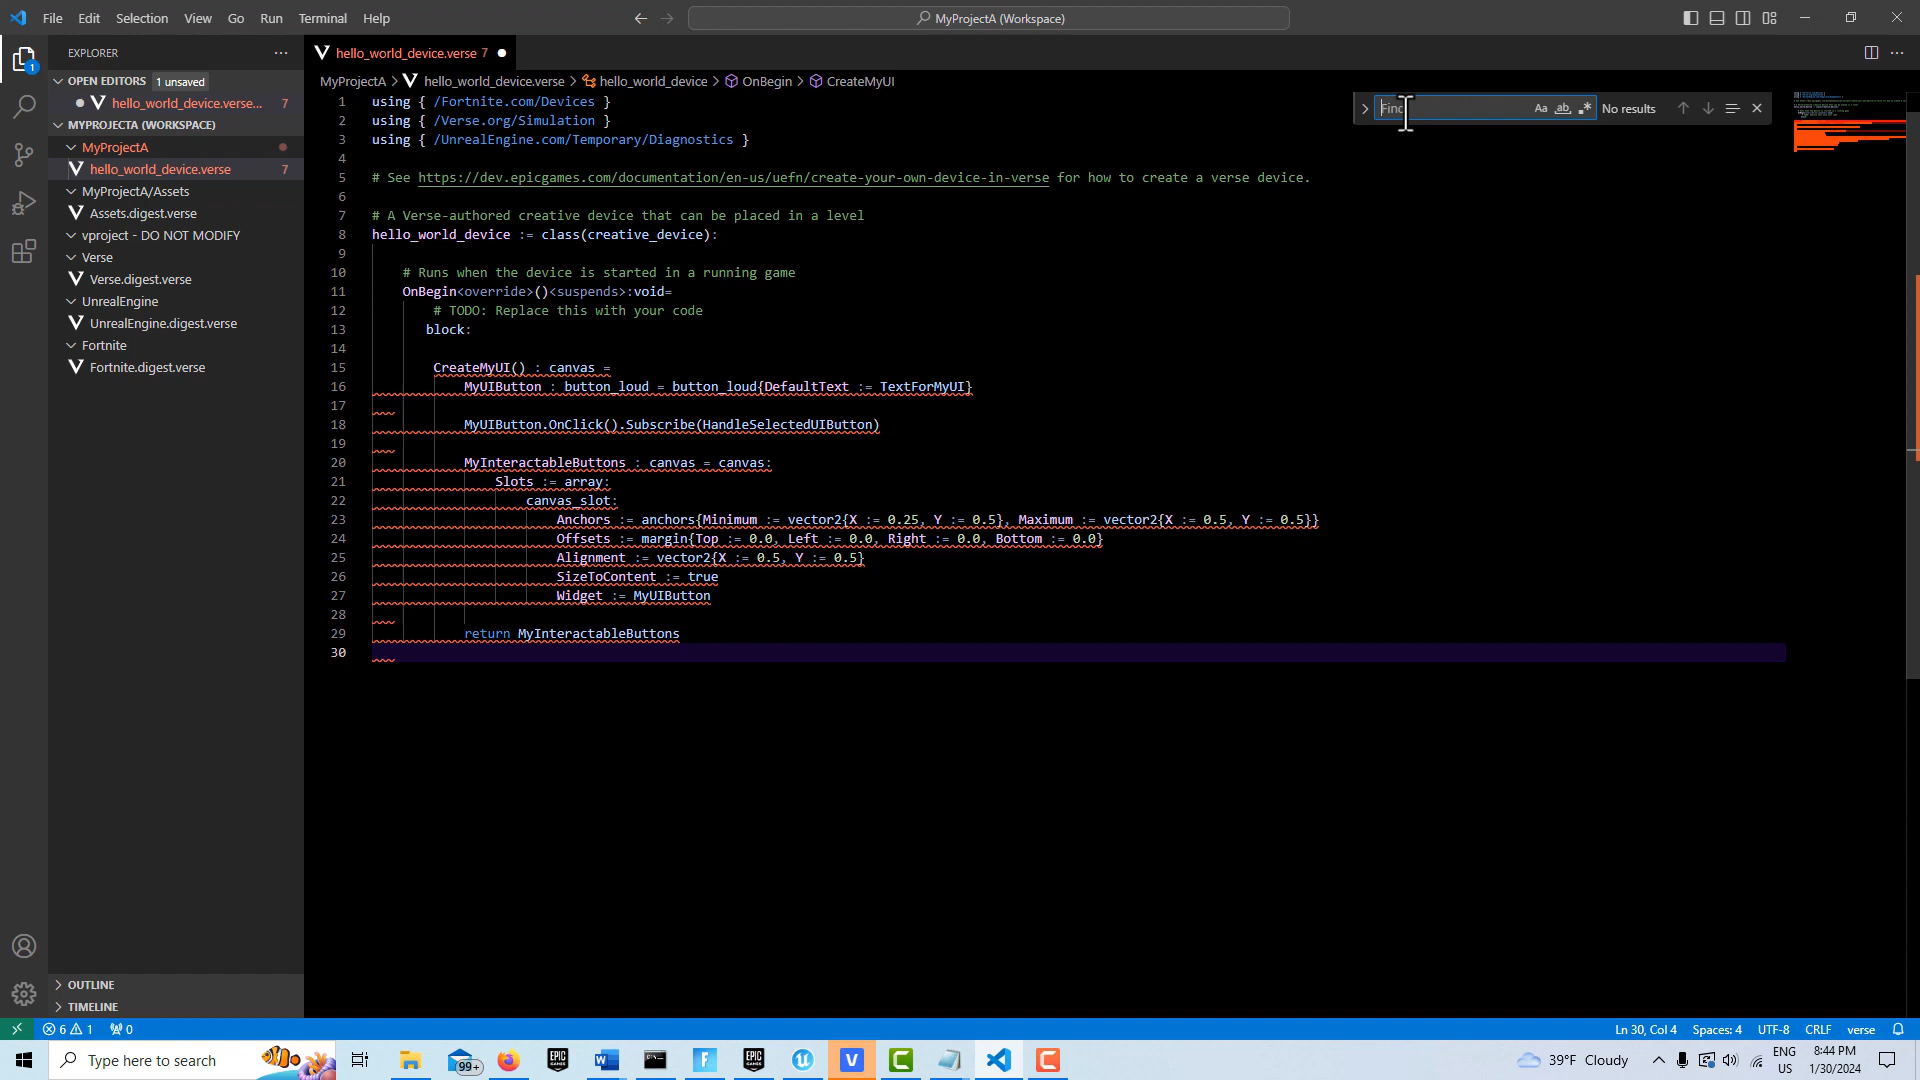 File Edit Selection View Go Run Terminal Help
MyProjectA (Workspace)
EXPLORER
OPEN EDITORS 1 unsaved
hello_world_device.verse... 7
MYPROJECTA (WORKSPACE)
MyProjectA
hello_world_device.verse 7
MyProjectA/Assets
Assets.digest.verse
vproject - DO NOT MODIFY
Verse
Verse.digest.verse
UnrealEngine
UnrealEngine.digest.verse
Fortnite
Fortnite.digest.verse
OUTLINE
TIMELINE
hello_world_device.verse 7
MyProjectA > hello_world_device.verse > hello_world_device > OnBegin > CreateMyUI
Find Aa ab .* No results
1 using { /Fortnite.com/Devices }
2 using { /Verse.org/Simulation }
3 using { /UnrealEngine.com/Temporary/Diagnostics }
4
5 # See https://dev.epicgames.com/documentation/en-us/uefn/create-your-own-device-in-verse for how to create a verse device.
6
7 # A Verse-authored creative device that can be placed in a level
8 hello_world_device := class(creative_device):
9
10 # Runs when the device is started in a running game
11 OnBegin<override>()<suspends>:void=
12 # TODO: Replace this with your code
13 block:
14
15 CreateMyUI() : canvas =
16 MyUIButton : button_loud = button_loud{DefaultText := TextForMyUI}
17
18 MyUIButton.OnClick().Subscribe(HandleSelectedUIButton)
19
20 MyInteractableButtons : canvas = canvas:
21 Slots := array:
22 canvas_slot:
23 Anchors := anchors{Minimum := vector2{X := 0.25, Y := 0.5}, Maximum := vector2{X := 0.5, Y := 0.5}}
24 Offsets := margin{Top := 0.0, Left := 0.0, Right := 0.0, Bottom := 0.0}
25 Alignment := vector2{X := 0.5, Y := 0.5}
26 SizeToContent := true
27 Widget := MyUIButton
28
29 return MyInteractableButtons
30
6 1 0
Ln 30, Col 4 Spaces: 4 UTF-8 CRLF verse
Type here to search
99+
EPIC GAMES
EPIC GAMES
39°F Cloudy
ENG US
8:44 PM
1/30/2024